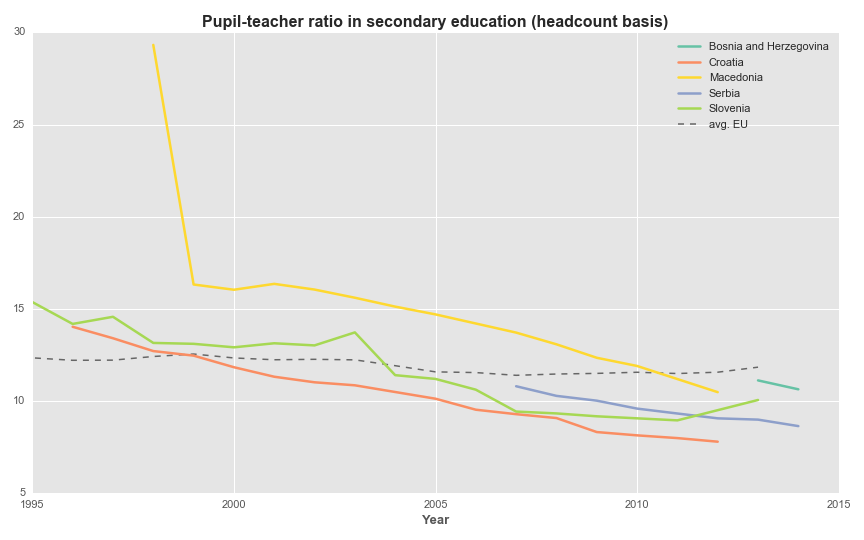 Pupil-teacher ratio in secondary education (headcount basis)
30
25
20
15
10
5
Bosnia and Herzegovina
Croatia
Macedonia
Serbia
Slovenia
avg. EU
1995 2000 2005 2010 2015
Year